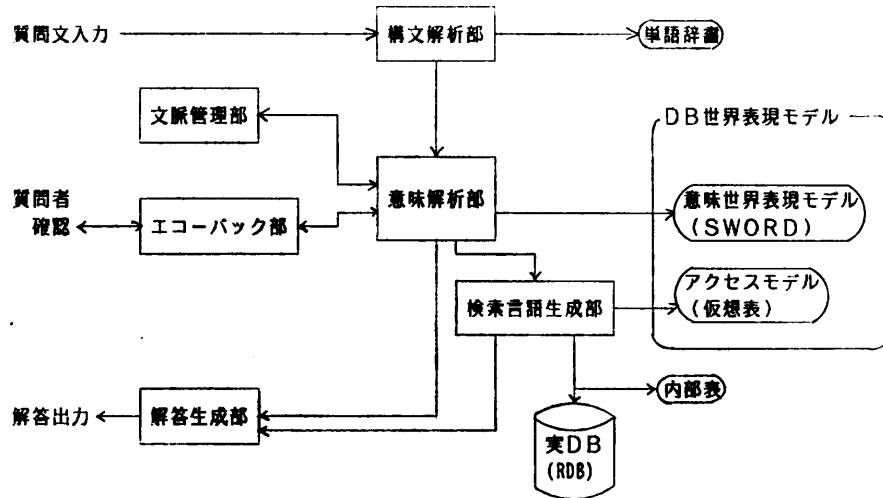 質問文入力
構文解析部
単語辞書
文脈管理部
DB世界表現モデル
質問者
確認
エコーバック部
意味解析部
意味世界表現モデル
(SWORD)
アクセスモデル
(仮想表)
検索言語生成部
内部表
解答出力
解答生成部
実DB
(RDB)